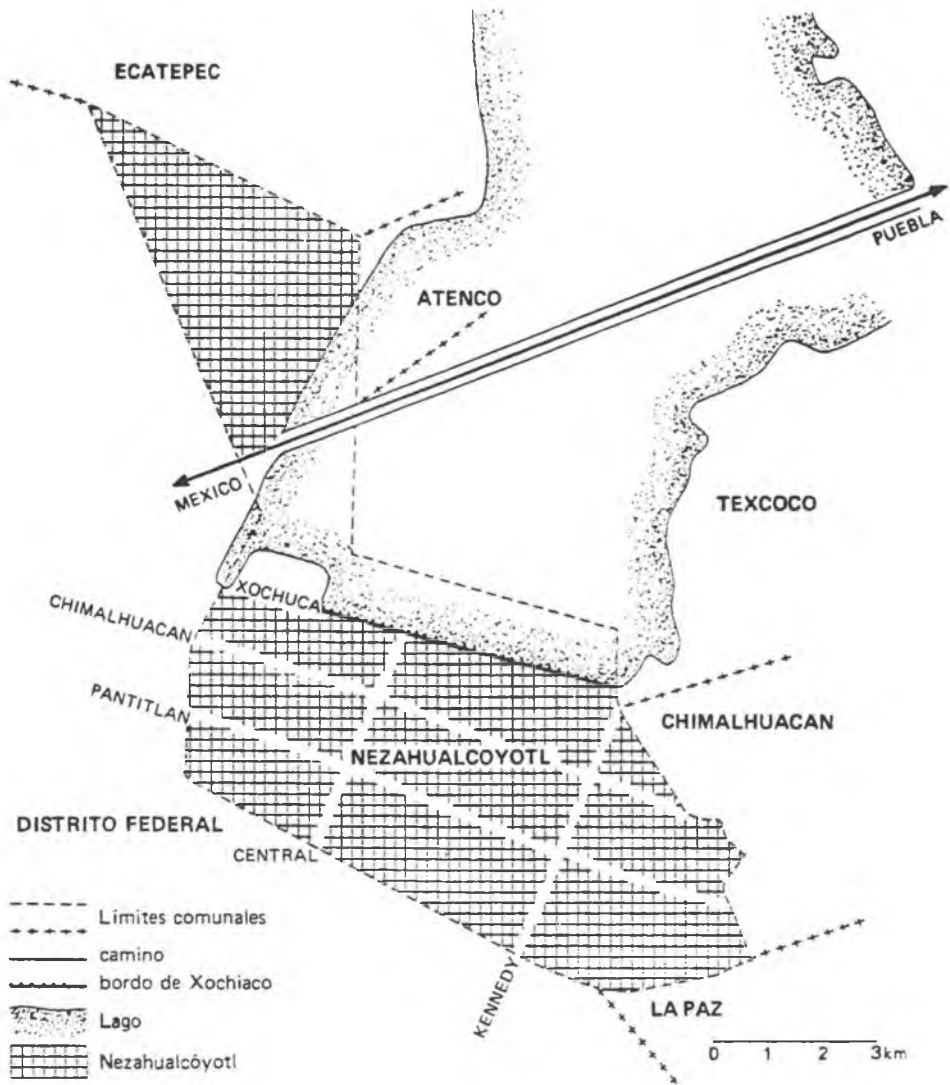 ECATEPEC
PUEBLA
ATENCO
MEXICO
TEXCOCO
XOCHUCA
CHIMALHUACAN
PANTITLAN
CHIMALHUACAN
NEZAHUALCOYOTL
DISTRITO FEDERAL
CENTRAL
KENNEDY
LA PAZ
Límites comunales
camino
bordo de Xochiaco
Lago
Nezahualcóyotl
0 1 2 3km